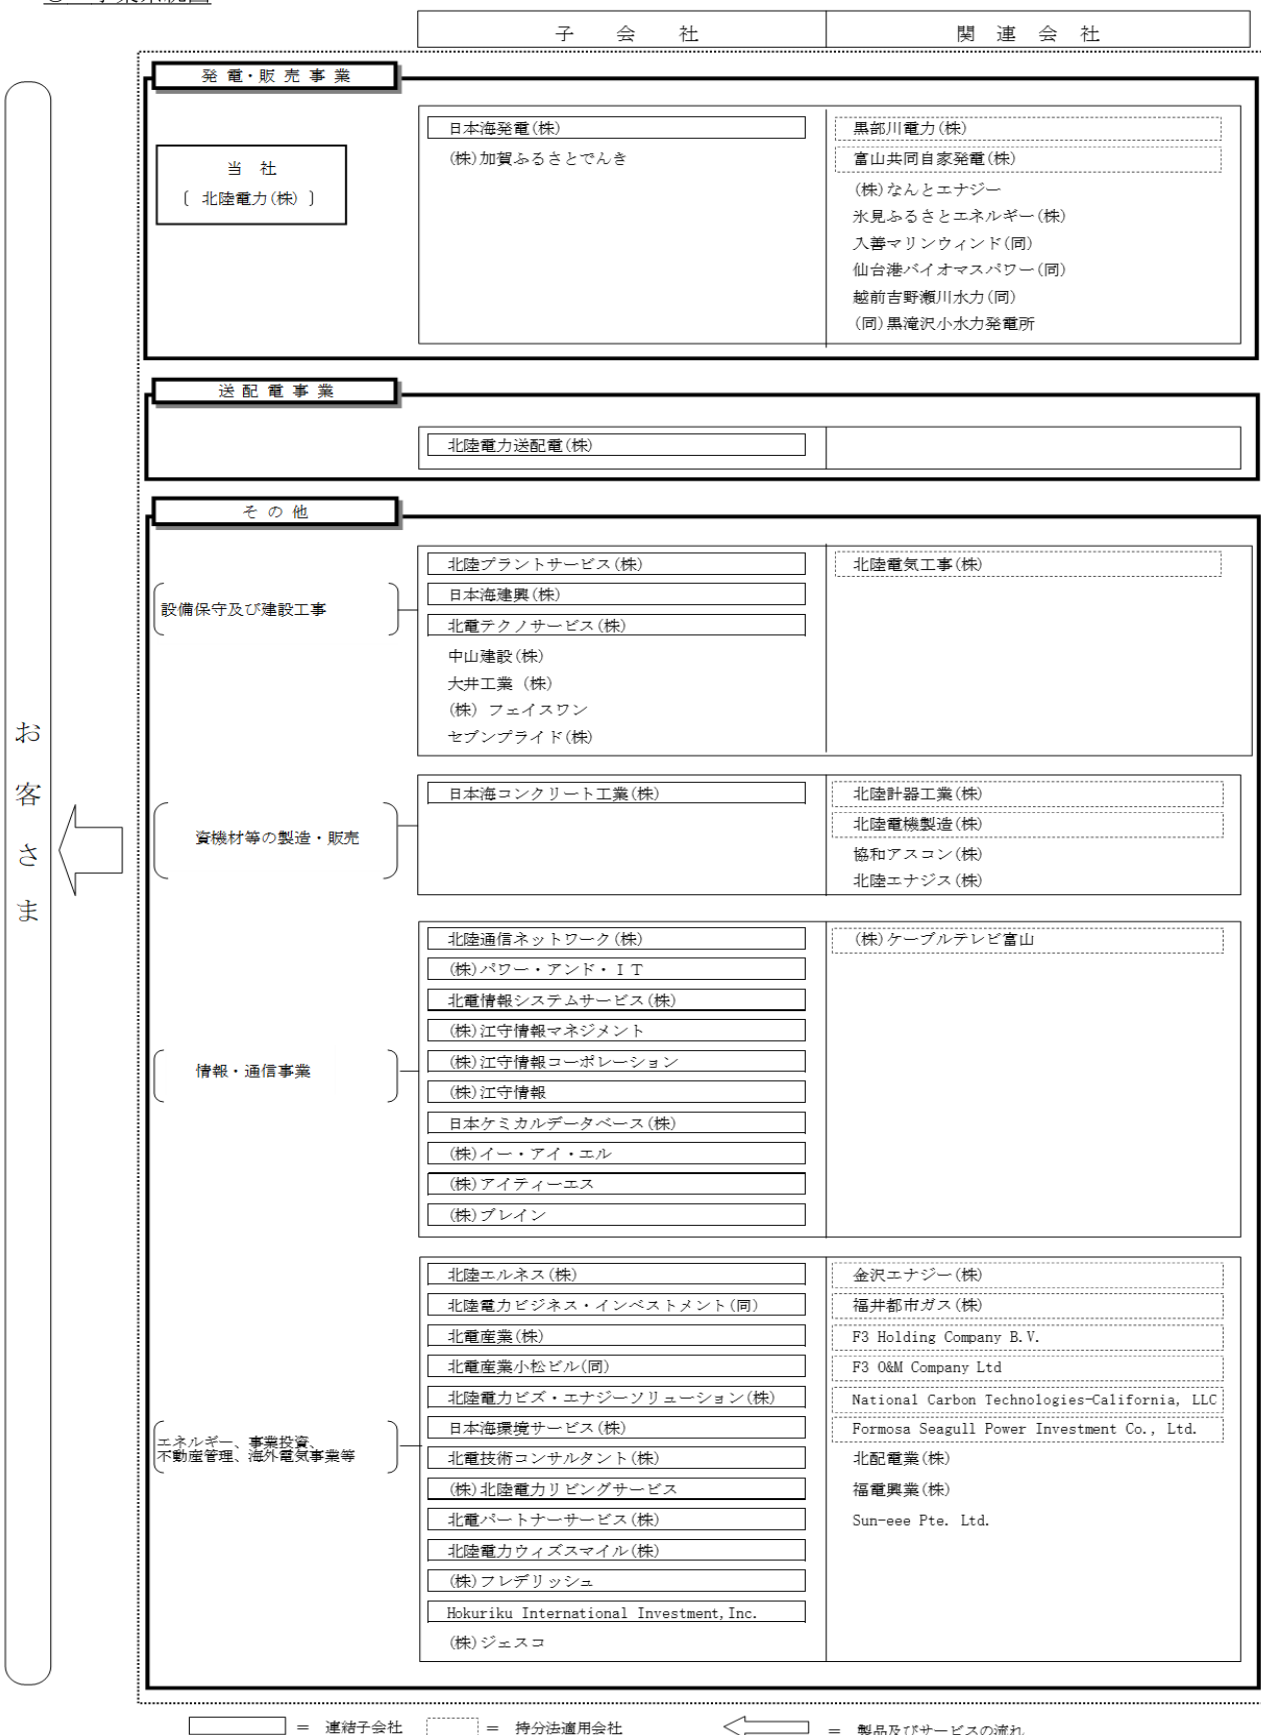 子 会 社
関 連 会 社
発 電・販 売 事 業
当 社
〔 北陸電力(株) 〕
日本海発電(株)
(株)加賀ふるさとでんき
黒部川電力(株)
富山共同自家発電(株)
(株)なんとエナジー
氷見ふるさとエネルギー(株)
入善マリンウィンド(同)
仙台港バイオマスパワー(同)
越前吉野瀬川水力(同)
(同)黒滝沢小水力発電所
送 配 電 事 業
北陸電力送配電(株)
そ の 他
設備保守及び建設工事
北陸プラントサービス(株)
日本海建興(株)
北電テクノサービス(株)
中山建設(株)
大井工業 (株)
(株) フェイスワン
セブンプライド(株)
北陸電気工事(株)
資機材等の製造・販売
日本海コンクリート工業(株)
北陸計器工業(株)
北陸電機製造(株)
協和アスコン(株)
北陸エナジス(株)
情報・通信事業
北陸通信ネットワーク(株)
(株)パワー・アンド・ＩＴ
北電情報システムサービス(株)
(株)江守情報マネジメント
(株)江守情報コーポレーション
(株)江守情報
日本ケミカルデータベース(株)
(株)イー・アイ・エル
(株)アイティーエス
(株)ブレイン
(株)ケーブルテレビ富山
エネルギー、事業投資、
不動産管理、海外電気事業等
北陸エルネス(株)
北陸電力ビジネス・インベストメント(同)
北電産業(株)
北電産業小松ビル(同)
北陸電力ビズ・エナジーソリューション(株)
日本海環境サービス(株)
北電技術コンサルタント(株)
(株)北陸電力リビングサービス
北電パートナーサービス(株)
北陸電力ウィズスマイル(株)
(株)フレデリッシュ
Hokuriku International Investment,Inc.
(株)ジェスコ
金沢エナジー(株)
福井都市ガス(株)
F3 Holding Company B.V.
F3 O&M Company Ltd
National Carbon Technologies-California, LLC
Formosa Seagull Power Investment Co., Ltd.
北配電業(株)
福電興業(株)
Sun-eee Pte. Ltd.
お客さま
＝ 連結子会社
＝ 持分法適用会社
＝ 製品及びサービスの流れ